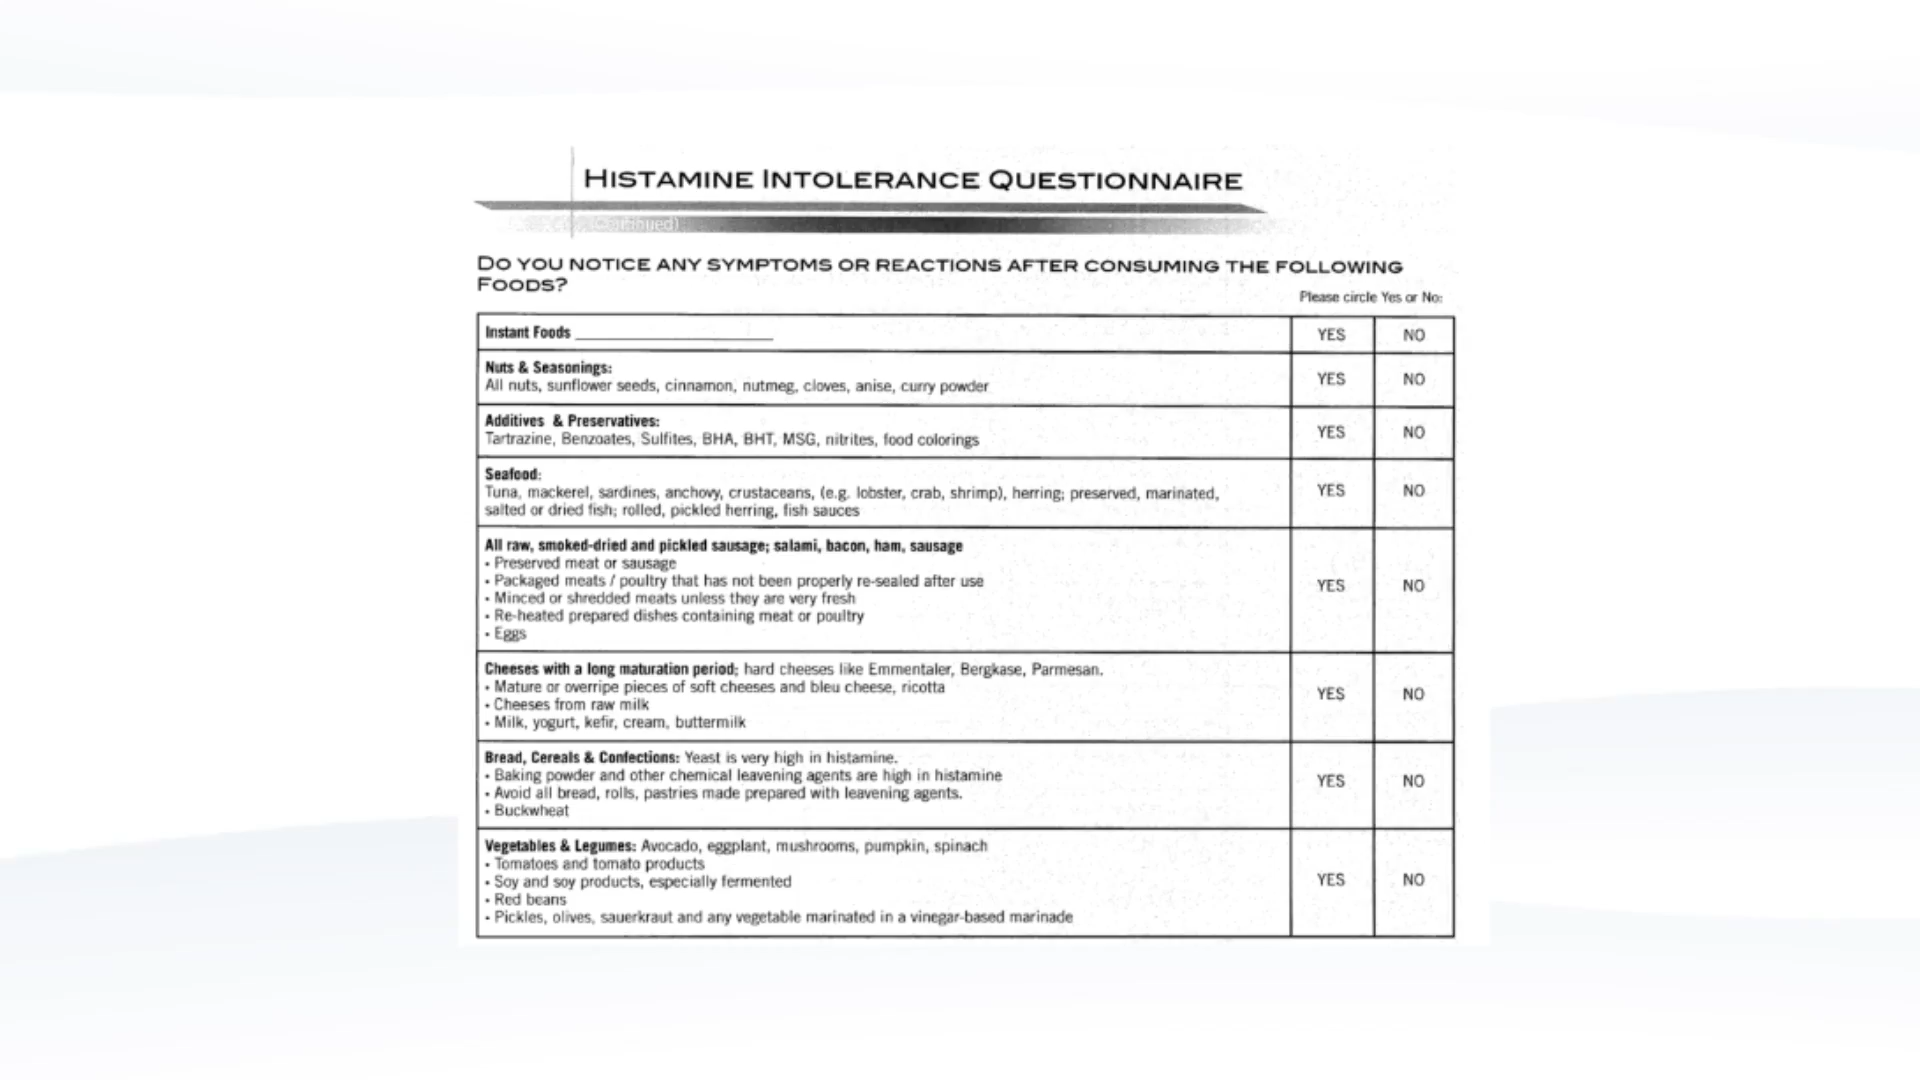 HISTAMINE INTOLERANCE QUESTIONNAIRE
(Continued)
DO YOU NOTICE ANY SYMPTOMS OR REACTIONS AFTER CONSUMING THE FOLLOWING
FOODS?
Please circle Yes or No:
Instant Foods YES NO
Nuts & Seasonings:
All nuts, sunflower seeds, cinnamon, nutmeg, cloves, anise, curry powder YES NO
Additives & Preservatives:
Tartrazine, Benzoates, Sulfites, BHA, BHT, MSG, nitrites, food colorings YES NO
Seafood:
Tuna, mackerel, sardines, anchovy, crustaceans, (e.g. lobster, crab, shrimp), herring; preserved, marinated, YES NO
salted or dried fish; rolled, pickled herring, fish sauces
All raw, smoked-dried and pickled sausage; salami, bacon, ham, sausage
• Preserved meat or sausage
• Packaged meats / poultry that has not been properly re-sealed after use YES NO
• Minced or shredded meats unless they are very fresh
• Re-heated prepared dishes containing meat or poultry
• Eggs
Cheeses with a long maturation period; hard cheeses like Emmentaler, Bergkase, Parmesan.
• Mature or overripe pieces of soft cheeses and bleu cheese, ricotta YES NO
• Cheeses from raw milk
• Milk, yogurt, kefir, cream, buttermilk
Bread, Cereals & Confections: Yeast is very high in histamine.
• Baking powder and other chemical leavening agents are high in histamine YES NO
• Avoid all bread, rolls, pastries made prepared with leavening agents.
• Buckwheat
Vegetables & Legumes: Avocado, eggplant, mushrooms, pumpkin, spinach
• Tomatoes and tomato products
• Soy and soy products, especially fermented YES NO
• Red beans
• Pickles, olives, sauerkraut and any vegetable marinated in a vinegar-based marinade